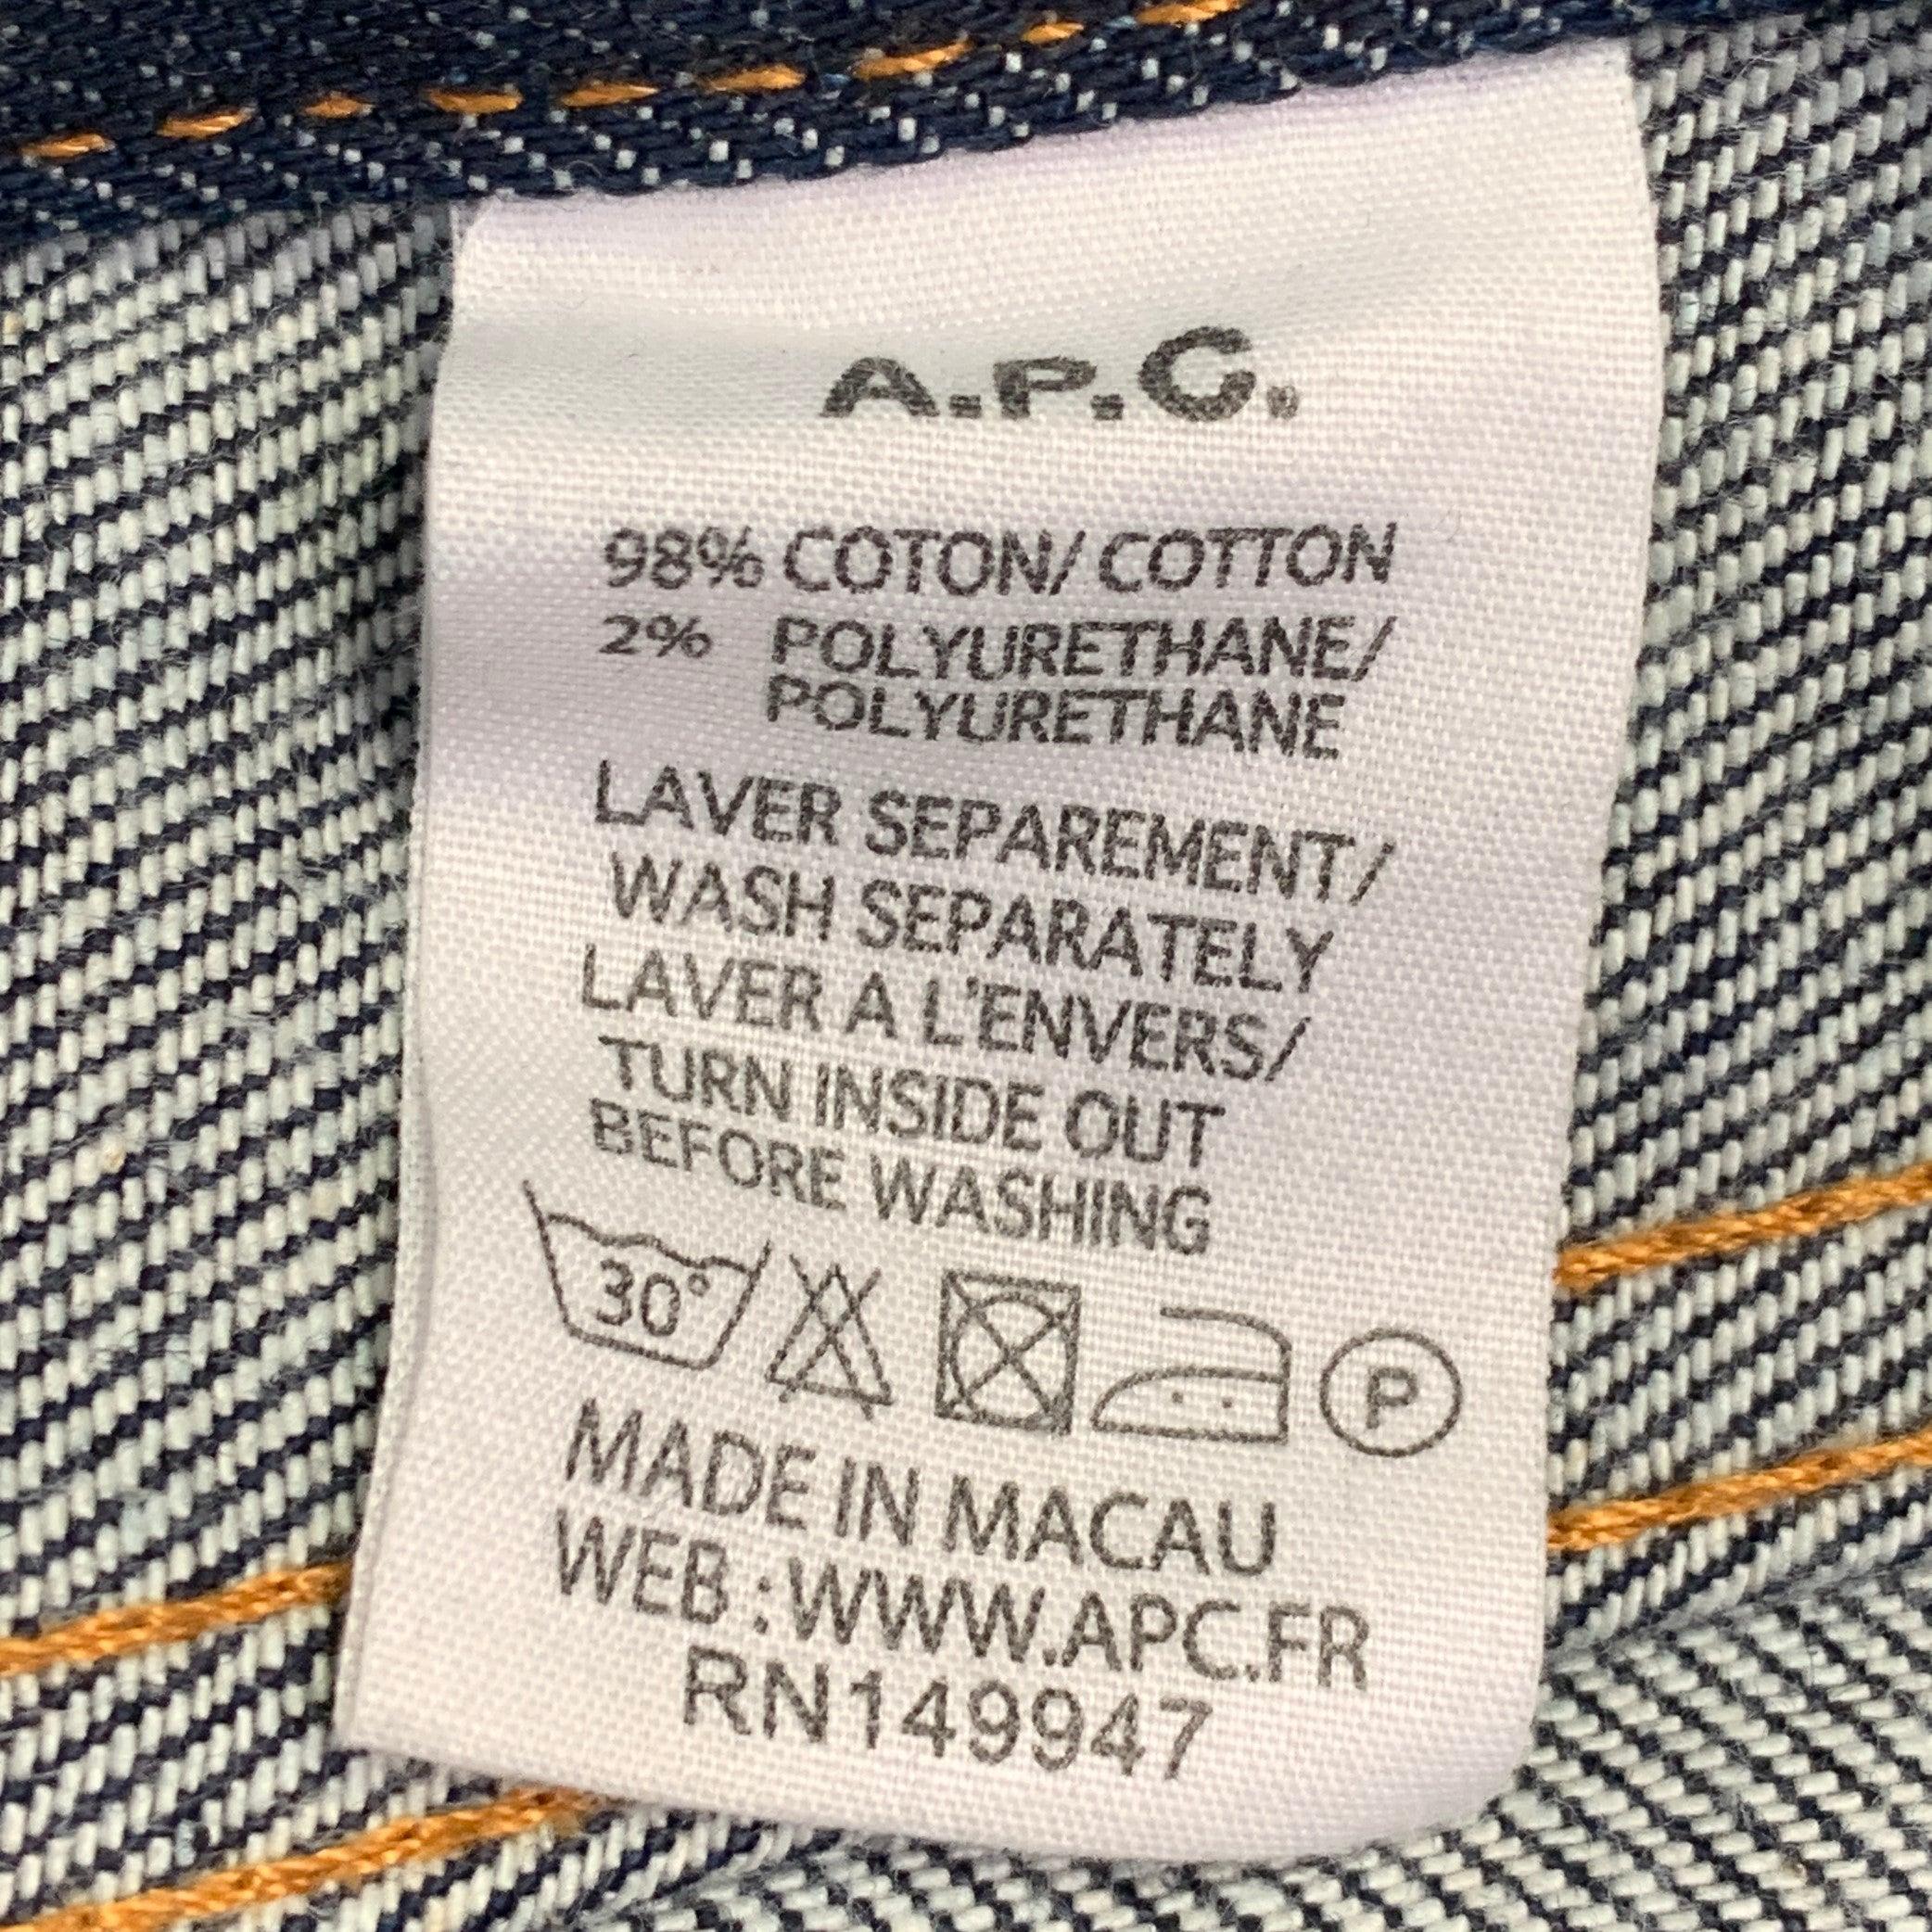 A.P.C.
98% COTON/ COTTON
2% POLYURETHANE/
POLYURETHANE
LAVER SEPAREMENT/
WASH SEPARATELY
LAVER A L'ENVERS/
TURN INSIDE OUT
BEFORE WASHING
30° P
MADE IN MACAU
WEB : WWW.APC.FR
RN149947